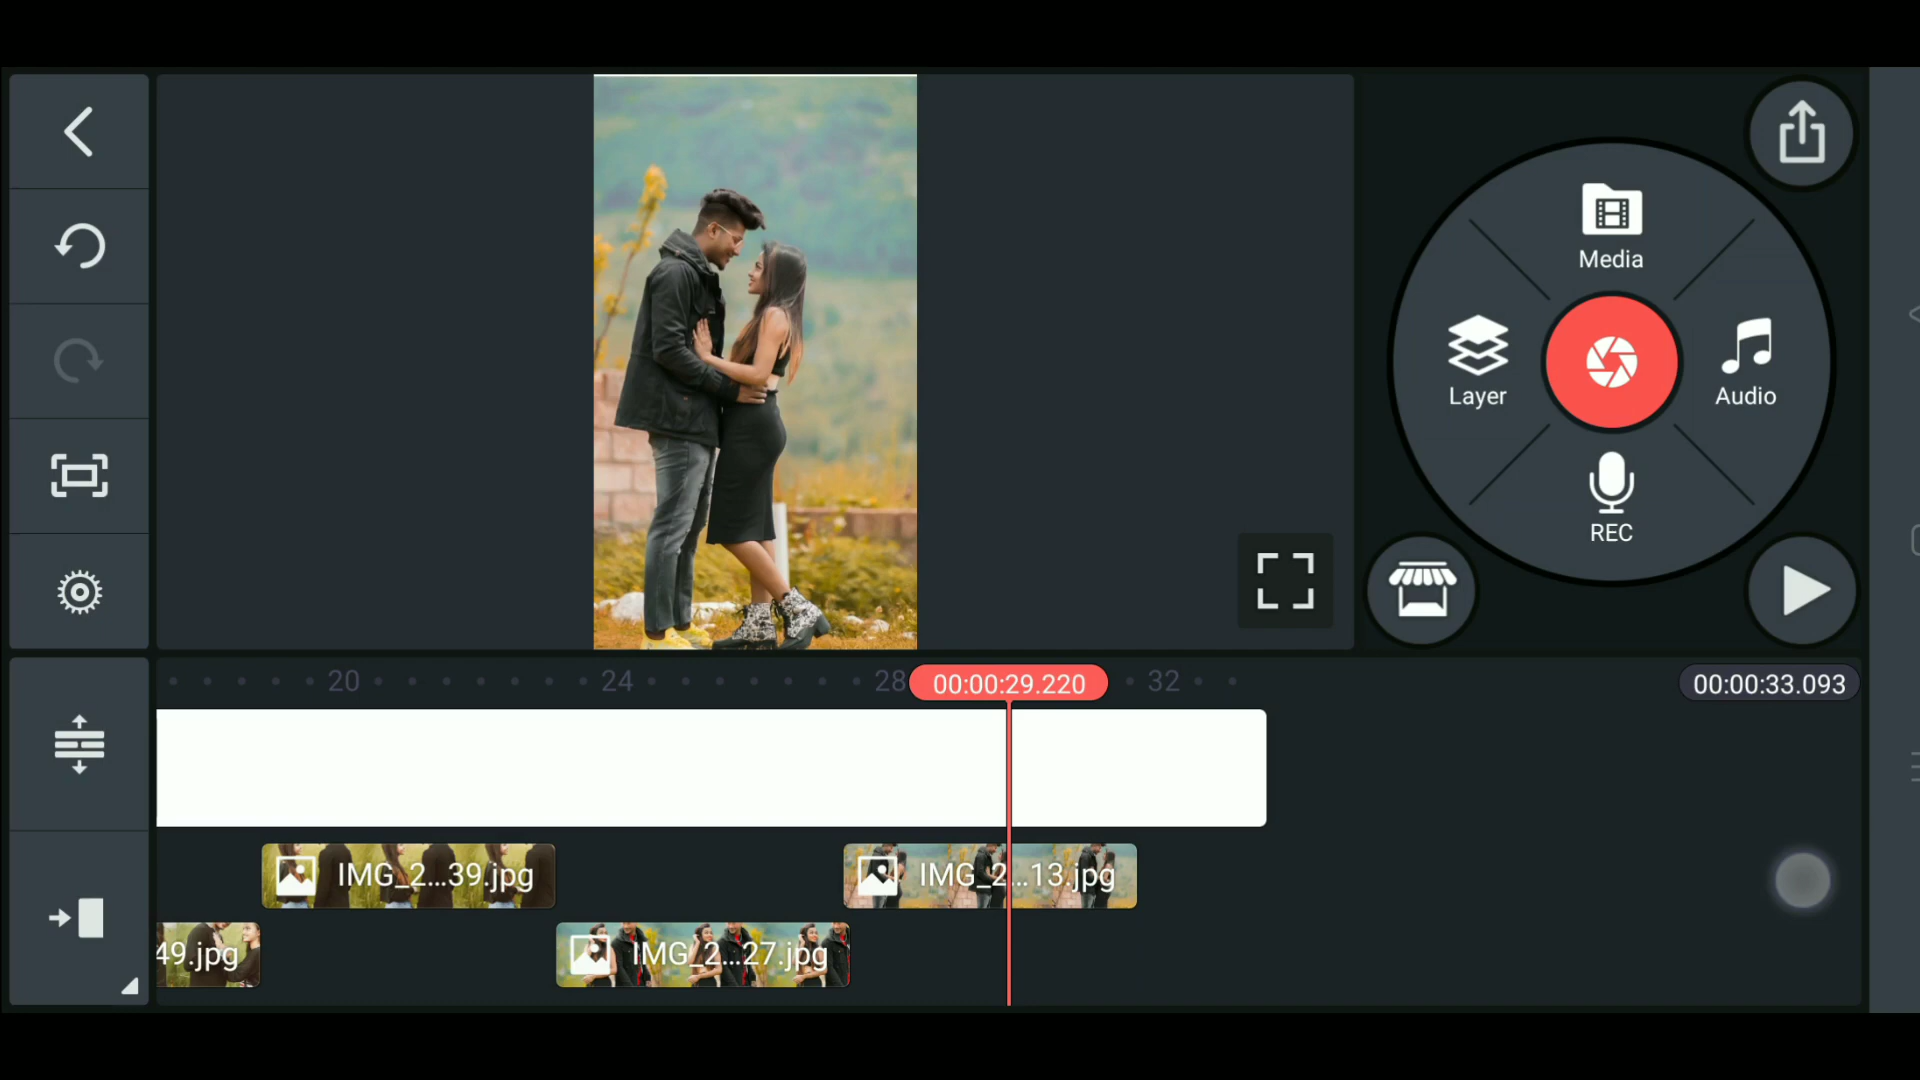 Media
Layer
Audio
REC
20
24
28
00:00:29.220
32
00:00:33.093
IMG_2...39.jpg
IMG_2...13.jpg
49.jpg
IMG_2...27.jpg